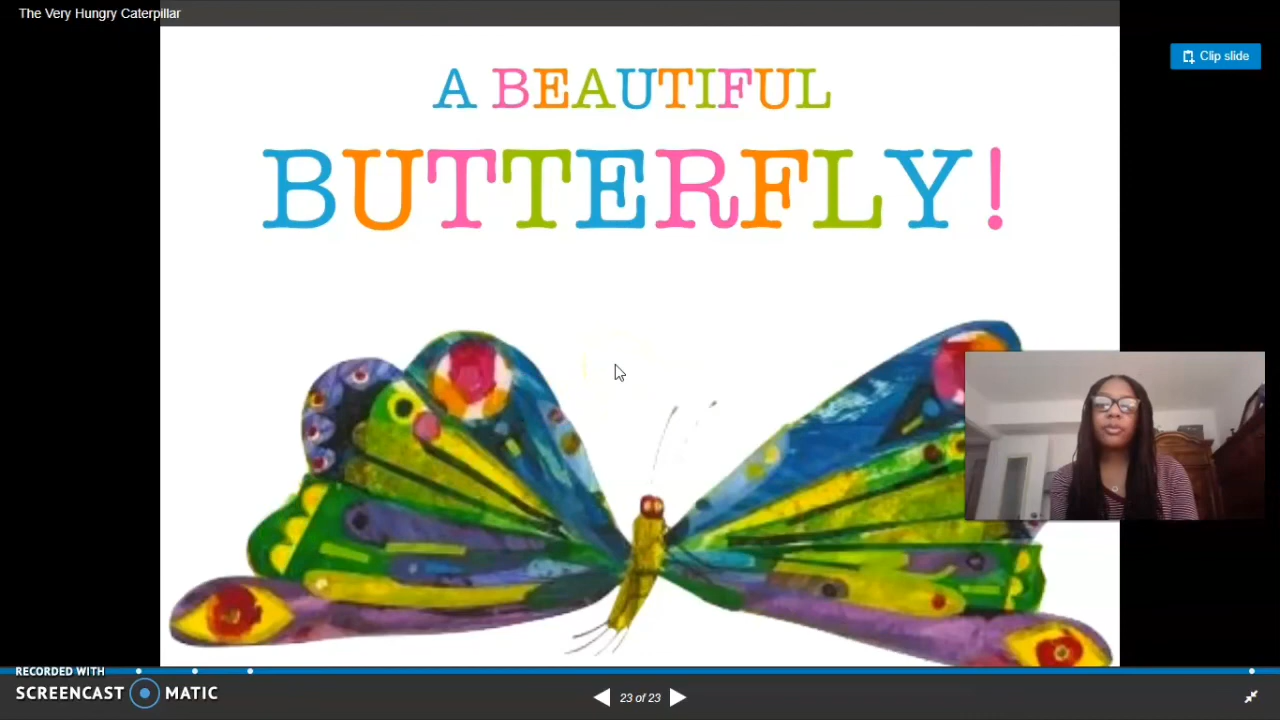 The Very Hungry Caterpillar
Clip slide
A BEAUTIFUL
BUTTERFLY!
RECORDED WITH
SCREENCAST MATIC
23 of 23